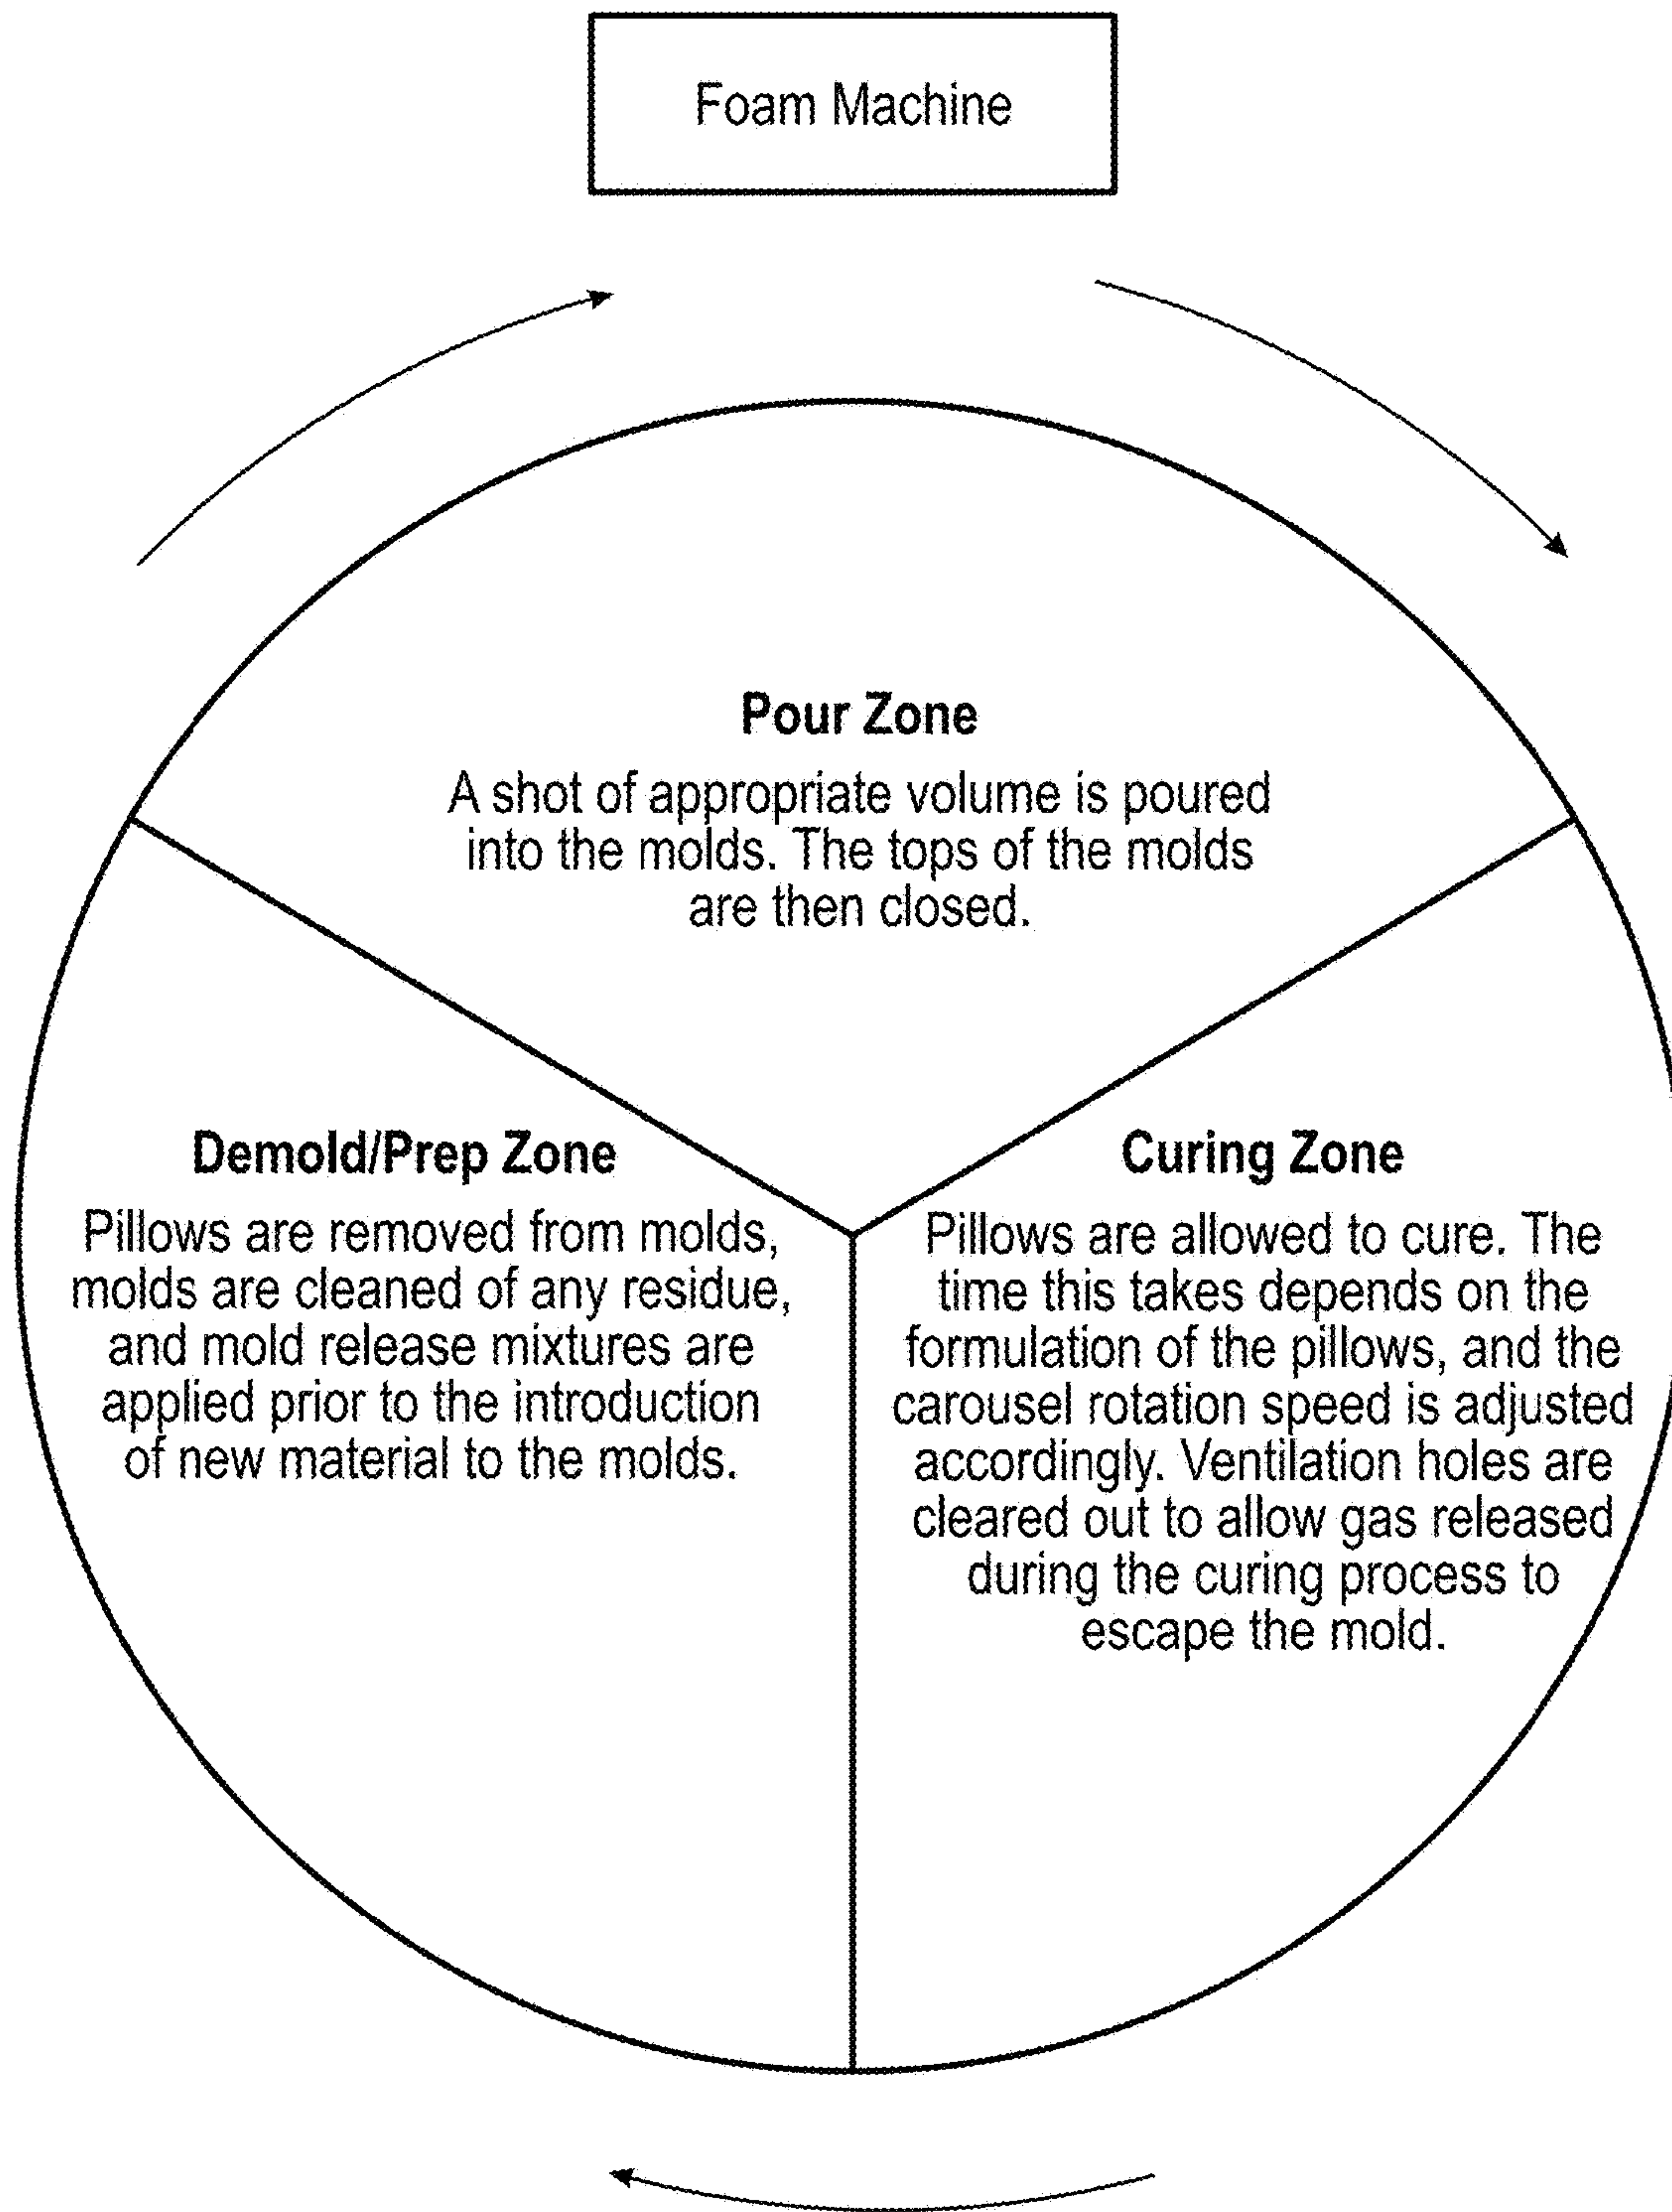 Foam Machine
Pour Zone
A shot of appropriate volume is poured
into the molds. The tops of the molds
are then closed.
Demold/Prep Zone
Pillows are removed from molds,
molds are cleaned of any residue,
and mold release mixtures are
applied prior to the introduction
of new material to the molds.
Curing Zone
Pillows are allowed to cure. The
time this takes depends on the
formulation of the pillows, and the
carousel rotation speed is adjusted
accordingly. Ventilation holes are
cleared out to allow gas released
during the curing process to
escape the mold.